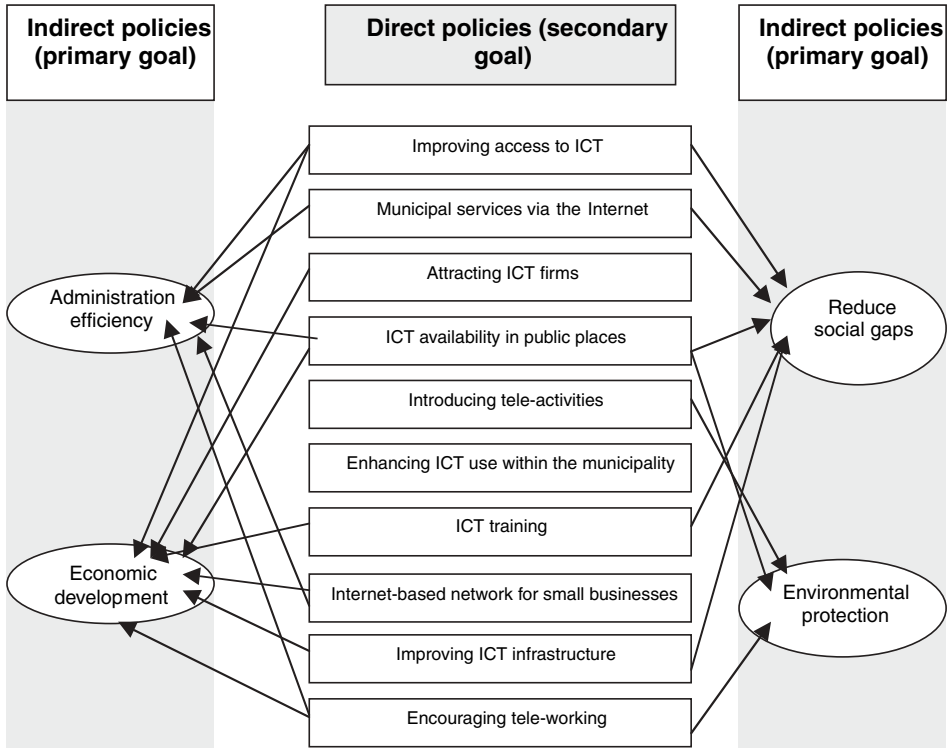 Indirect policies
(primary goal)
Direct policies (secondary
goal)
Indirect policies
(primary goal)
Improving access to ICT
Municipal services via the Internet
Attracting ICT firms
Administration
efficiency
Reduce
social gaps
ICT availability in public places
Introducing tele-activities
Enhancing ICT use within the municipality
ICT training
Economic
development
Internet-based network for small businesses
Environmental
protection
Improving ICT infrastructure
Encouraging tele-working